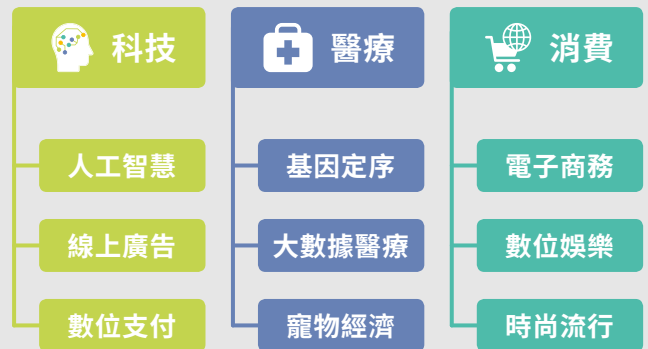 科技
人工智慧
線上廣告
數位支付
醫療
基因定序
大數據醫療
寵物經濟
消費
電子商務
數位娛樂
時尚流行